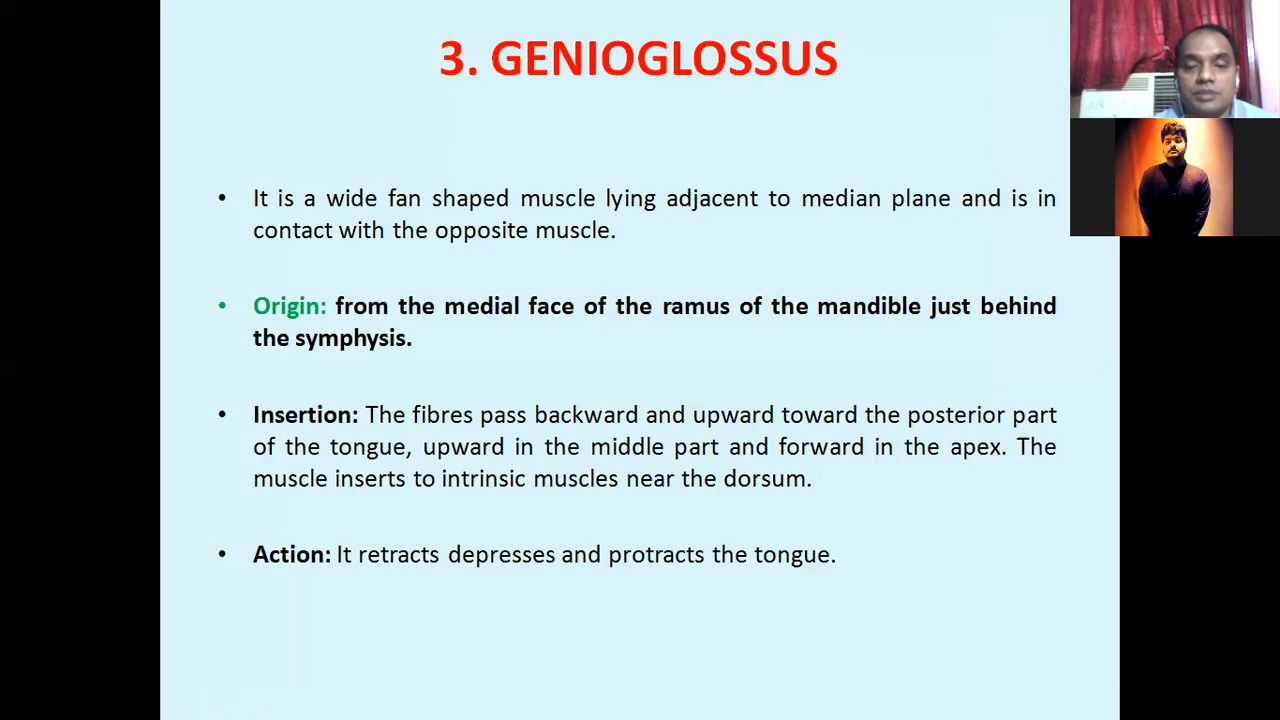 3. GENIOGLOSSUS
• It is a wide fan shaped muscle lying adjacent to median plane and is in
contact with the opposite muscle.
• Origin: from the medial face of the ramus of the mandible just behind
the symphysis.
• Insertion: The fibres pass backward and upward toward the posterior part
of the tongue, upward in the middle part and forward in the apex. The
muscle inserts to intrinsic muscles near the dorsum.
• Action: It retracts depresses and protracts the tongue.